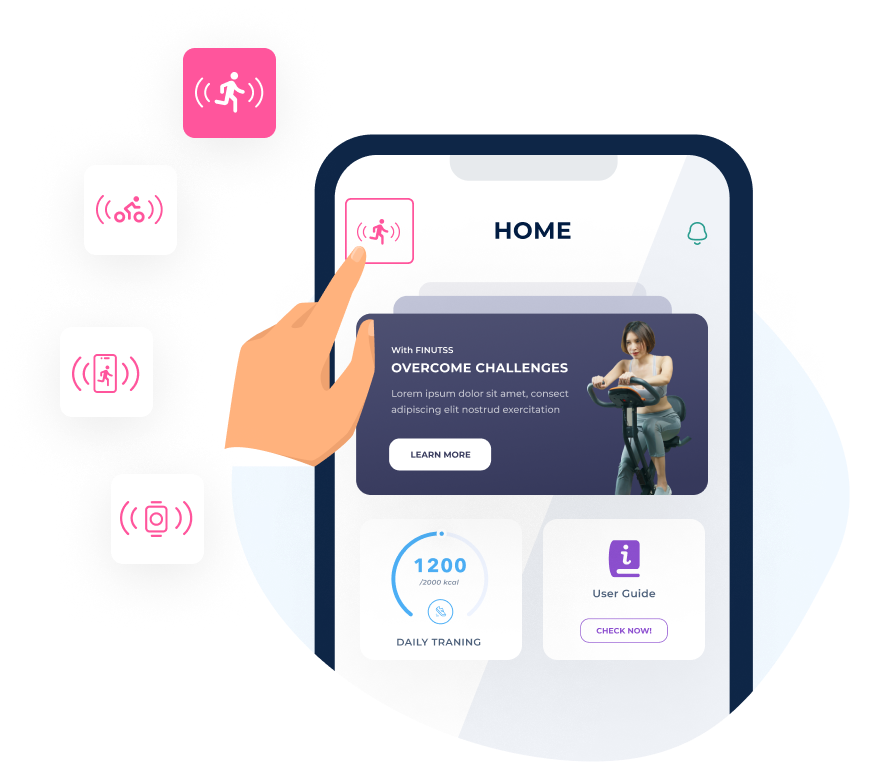 HOME
With FINUTSS
OVERCOME CHALLENGES
Lorem ipsum dolor sit amet, consect
adipiscing elit nostrud exercitation
LEARN MORE
1200
/2000 kcal
DAILY TRANING
User Guide
CHECK NOW!